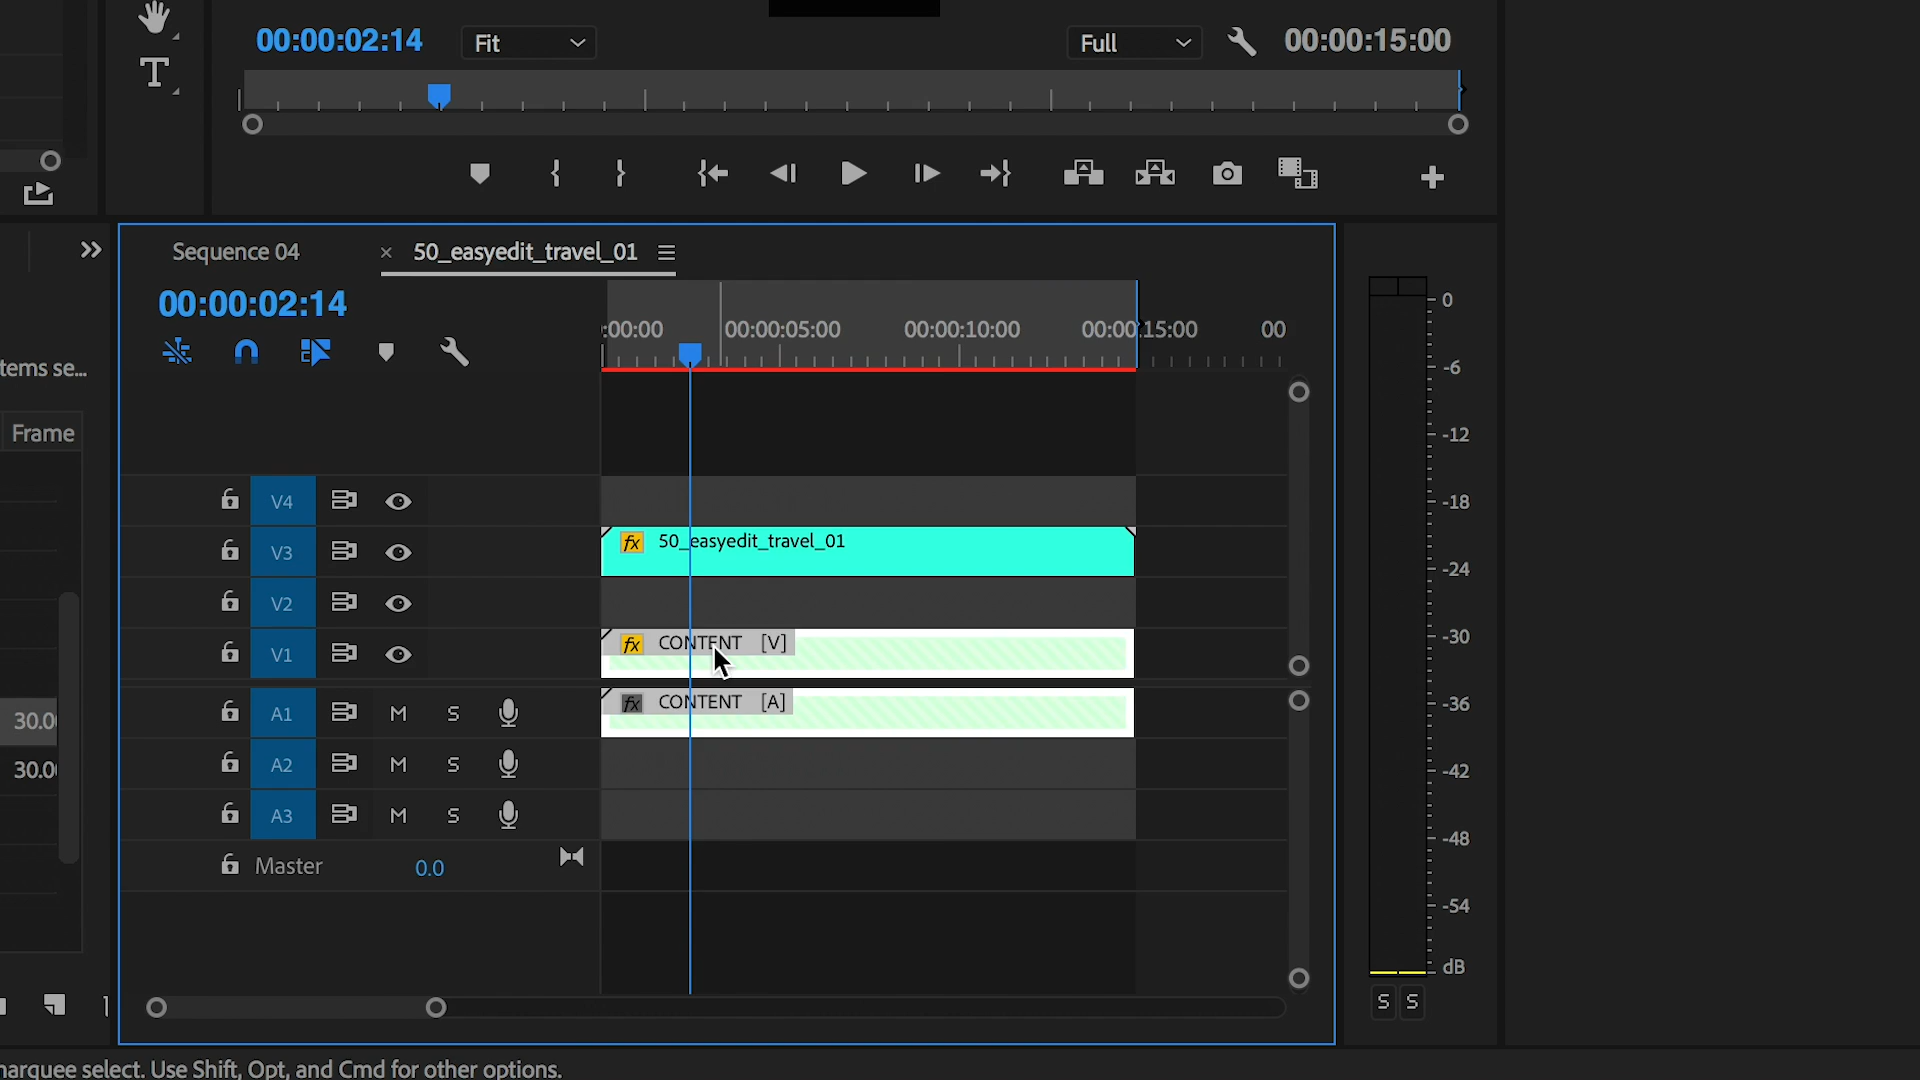 00:00:02:14 Fit Full 00:00:15:00
Sequence 04 × 50_easyedit_travel_01
00:00:02:14
:00:00 00:00:05:00 00:00:10:00 00:00:15:00 00
tems se...
Frame
V4
V3 fx 50_easyedit_travel_01
V2
V1 fx CONTENT [V]
A1 M S fx CONTENT [A]
A2 M S
A3 M S
Master 0.0
30.0
30.0
0
-6
-12
-18
-24
-30
-36
-42
-48
-54
dB
S S
arquee select. Use Shift, Opt, and Cmd for other options.